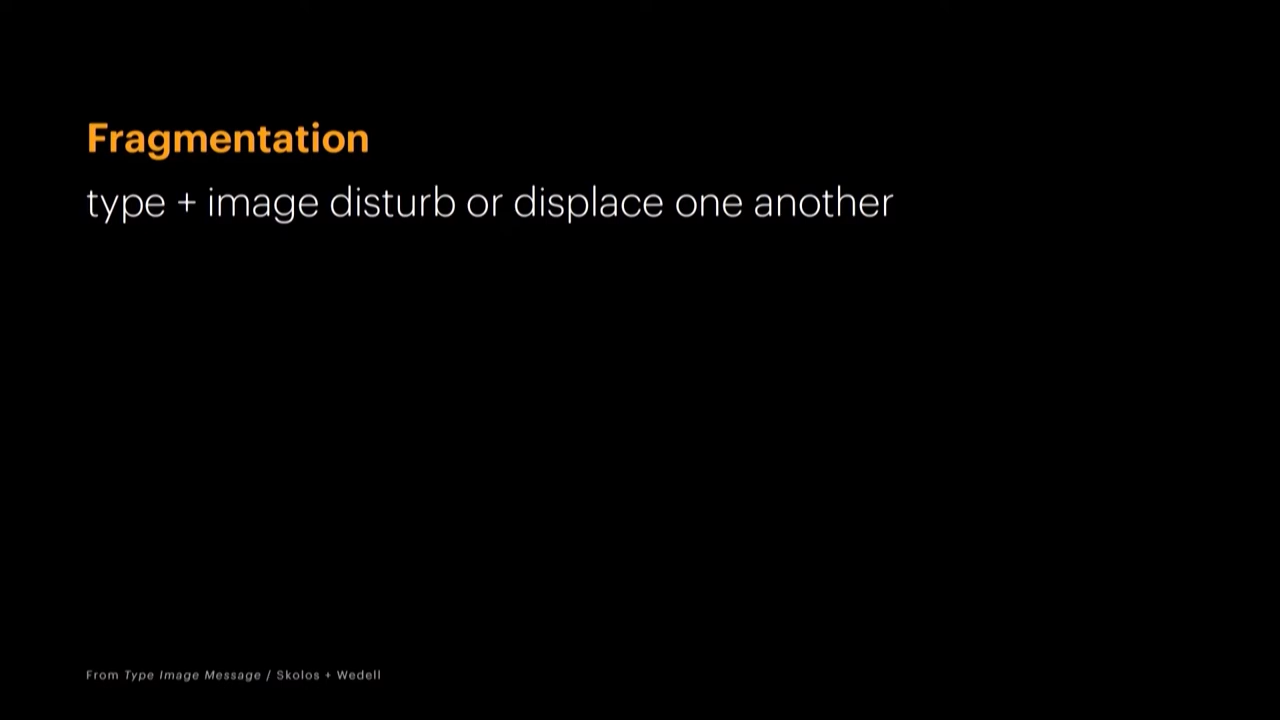 Fragmentation
type + image disturb or displace one another
From Type Image Message / Skolos + Wedell